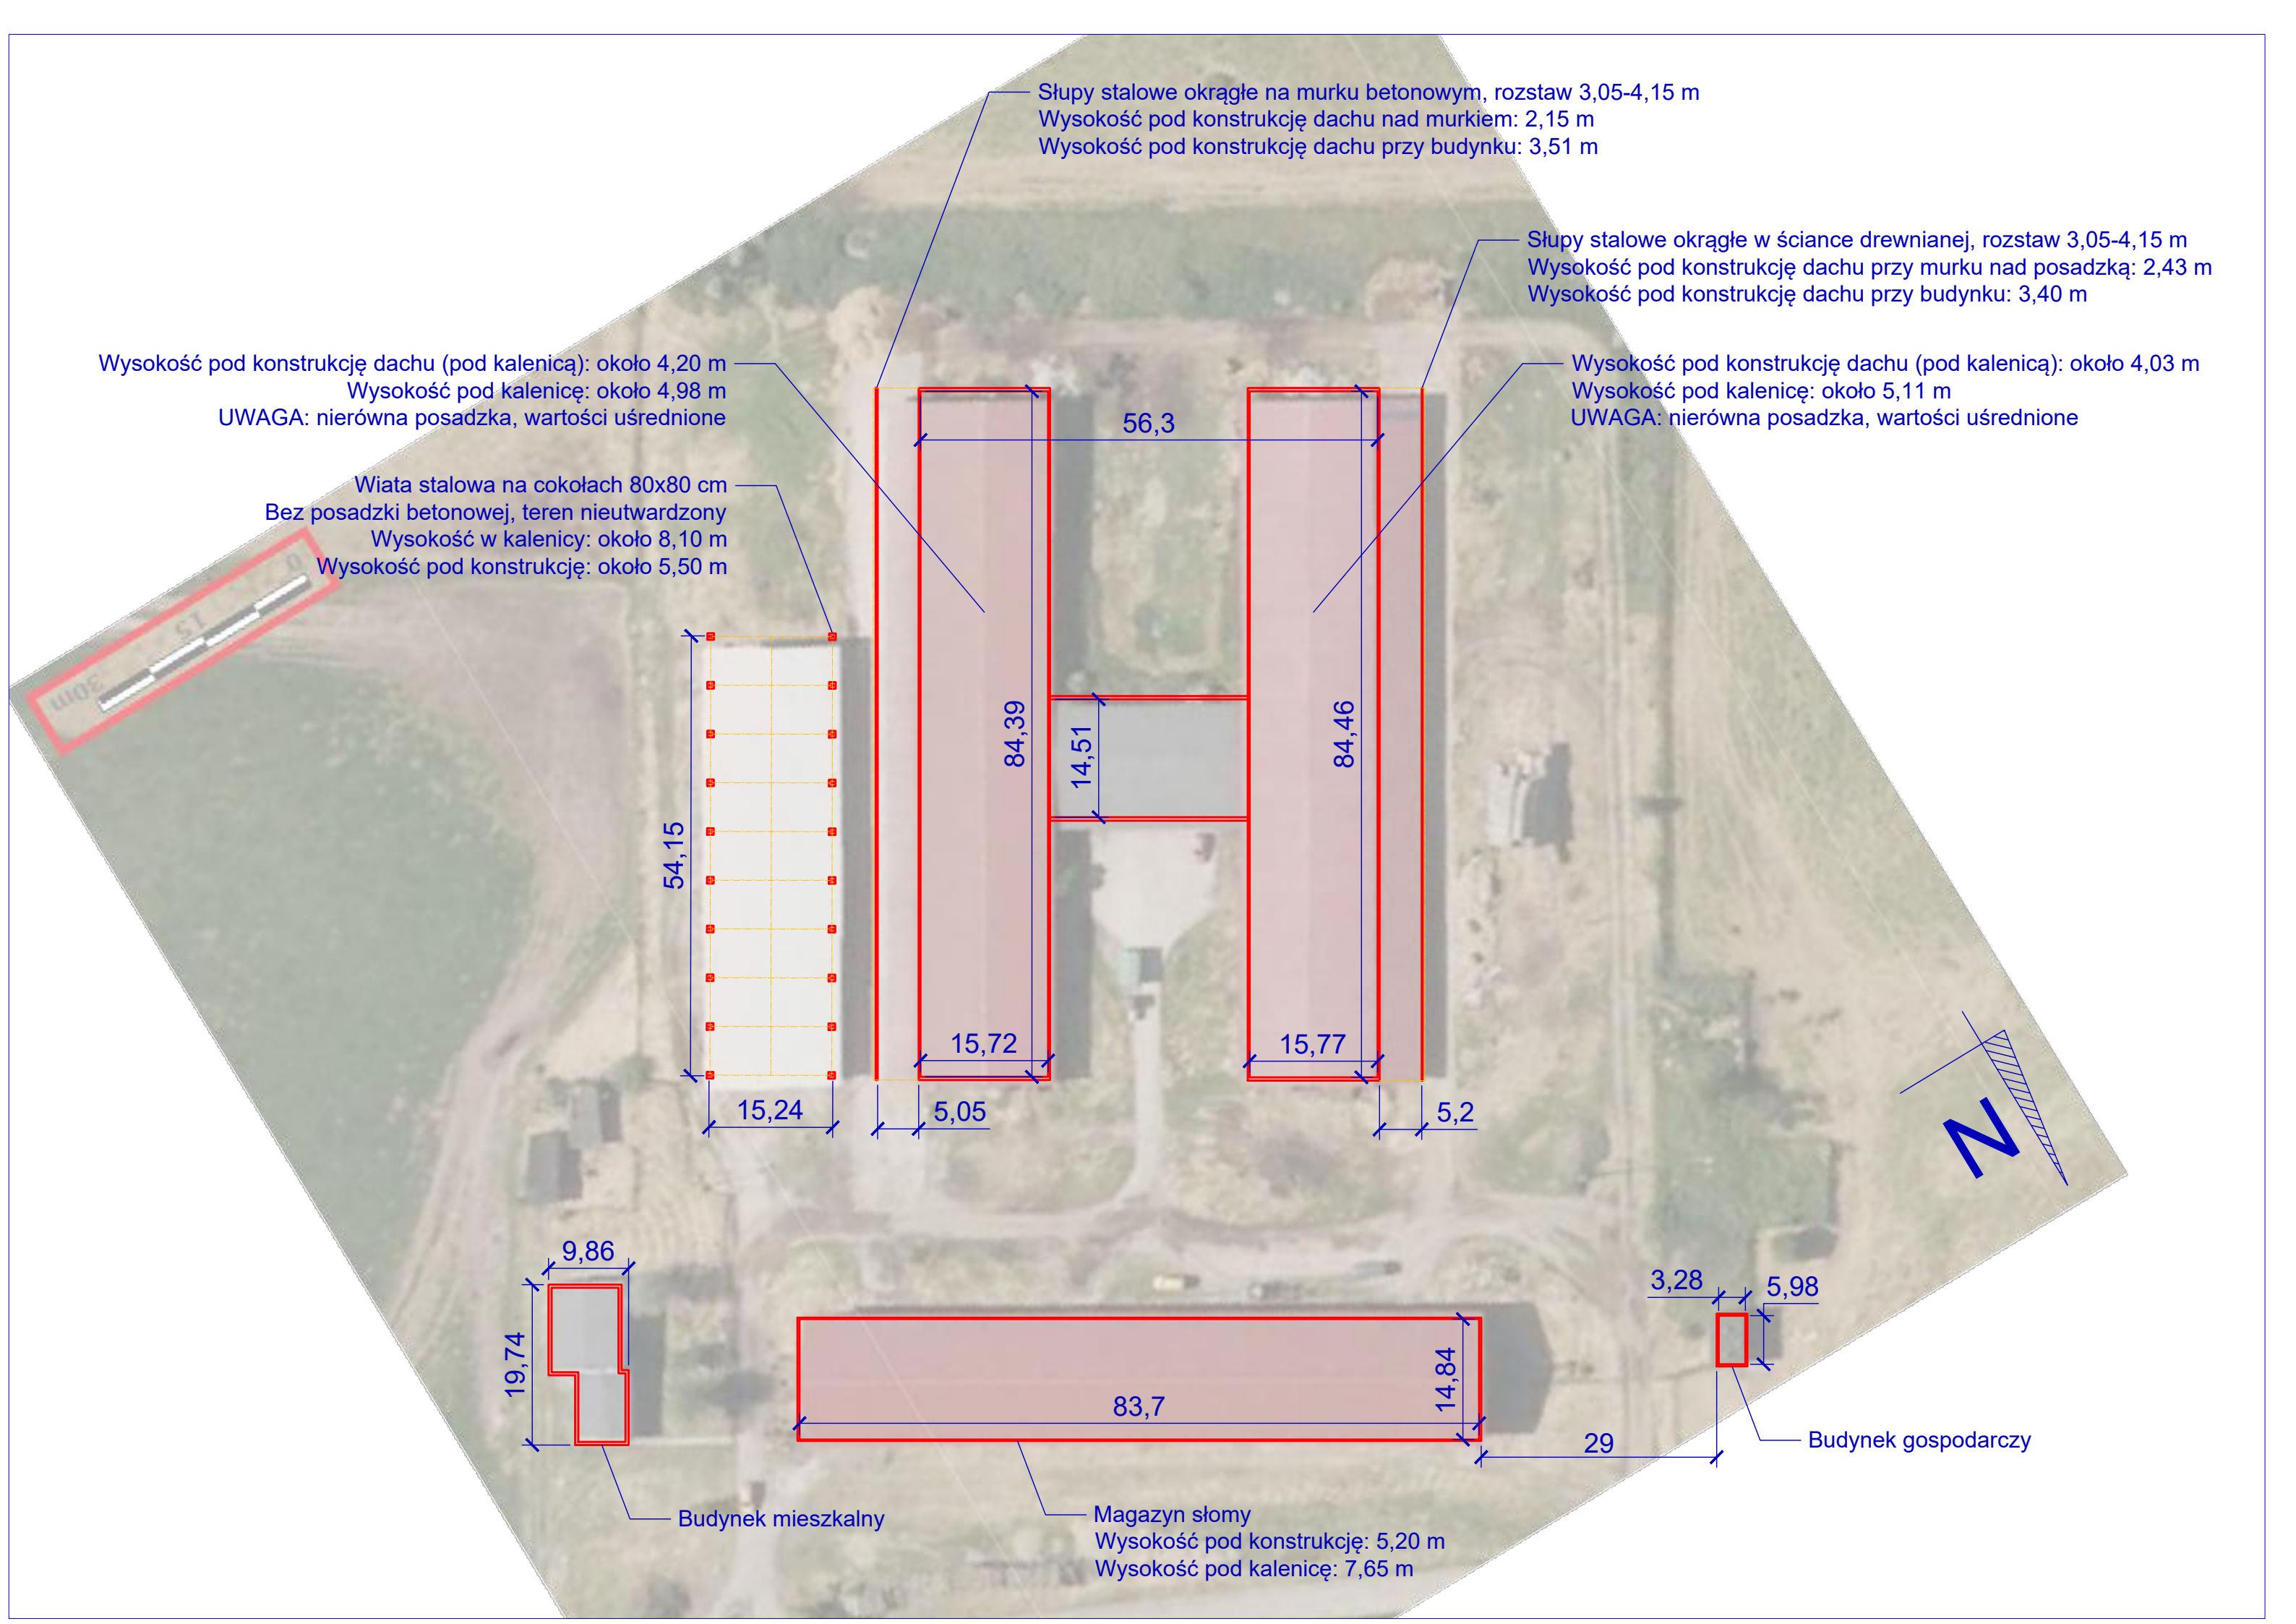 Słupy stalowe okrągłe na murku betonowym, rozstaw 3,05-4,15 m
Wysokość pod konstrukcję dachu nad murkiem: 2,15 m
Wysokość pod konstrukcję dachu przy budynku: 3,51 m
Słupy stalowe okrągłe w ściance drewnianej, rozstaw 3,05-4,15 m
Wysokość pod konstrukcję dachu przy murku nad posadzką: 2,43 m
Wysokość pod konstrukcję dachu przy budynku: 3,40 m
Wysokość pod konstrukcję dachu (pod kalenicą): około 4,20 m
Wysokość pod kalenicę: około 4,98 m
UWAGA: nierówna posadzka, wartości uśrednione
Wysokość pod konstrukcję dachu (pod kalenicą): około 4,03 m
Wysokość pod kalenicę: około 5,11 m
UWAGA: nierówna posadzka, wartości uśrednione
56,3
Wiata stalowa na cokołach 80x80 cm
Bez posadzki betonowej, teren nieutwardzony
Wysokość w kalenicy: około 8,10 m
Wysokość pod konstrukcję: około 5,50 m
0
15
30m
84,39
14,51
84,46
54,15
15,72
15,77
15,24
5,05
5,2
N
9,86
19,74
3,28
5,98
83,7
14,84
29
Budynek gospodarczy
Budynek mieszkalny
Magazyn słomy
Wysokość pod konstrukcję: 5,20 m
Wysokość pod kalenicę: 7,65 m